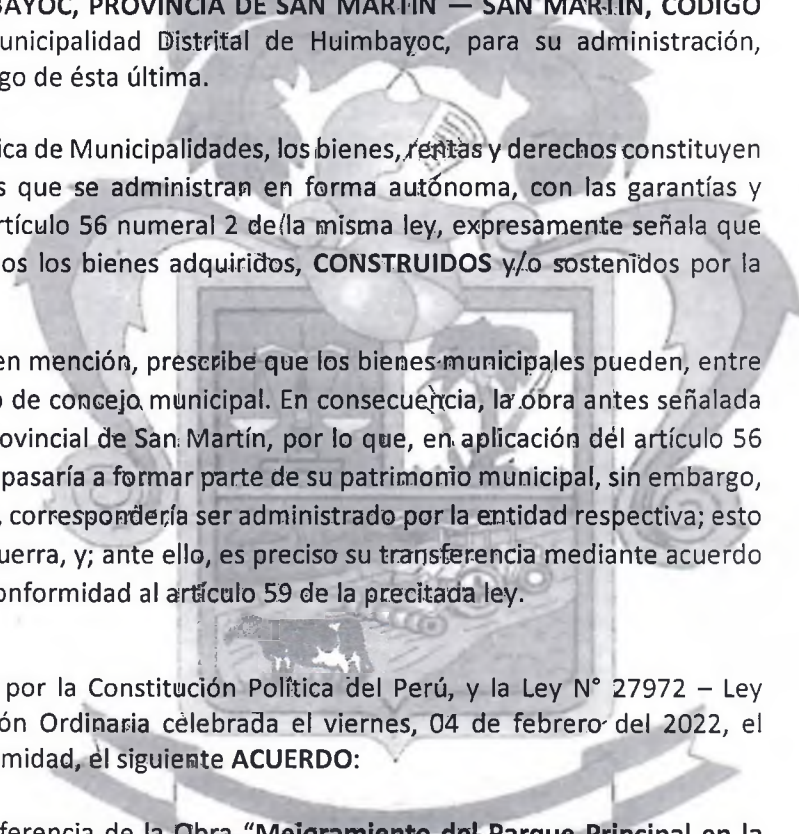 BAYOC, PROVINCIA DE SAN MARTIN — SAN MARTIN, CODIGO
unicipalidad Distrital de Huimbayoc, para su administración,
go de ésta última.
ica de Municipalidades, los bienes, rentas y derechos constituyen
s que se administran en forma autónoma, con las garantías y
rtículo 56 numeral 2 de la misma ley, expresamente señala que
os los bienes adquiridos, CONSTRUIDOS y/o sostenidos por la
en mención, prescribe que los bienes municipales pueden, entre
o de concejo municipal. En consecuencia, la obra antes señalada
rovincial de San Martín, por lo que, en aplicación del artículo 56
pasaría a formar parte de su patrimonio municipal, sin embargo,
, correspondería ser administrado por la entidad respectiva; esto
uerra, y; ante ello, es preciso su transferencia mediante acuerdo
onformidad al artículo 59 de la precitada ley.
por la Constitución Política del Perú, y la Ley N° 27972 – Ley
ón Ordinaria celebrada el viernes, 04 de febrero del 2022, el
imidad, el siguiente ACUERDO:
ferencia de la Obra "Mejoramiento del Parque Principal en la